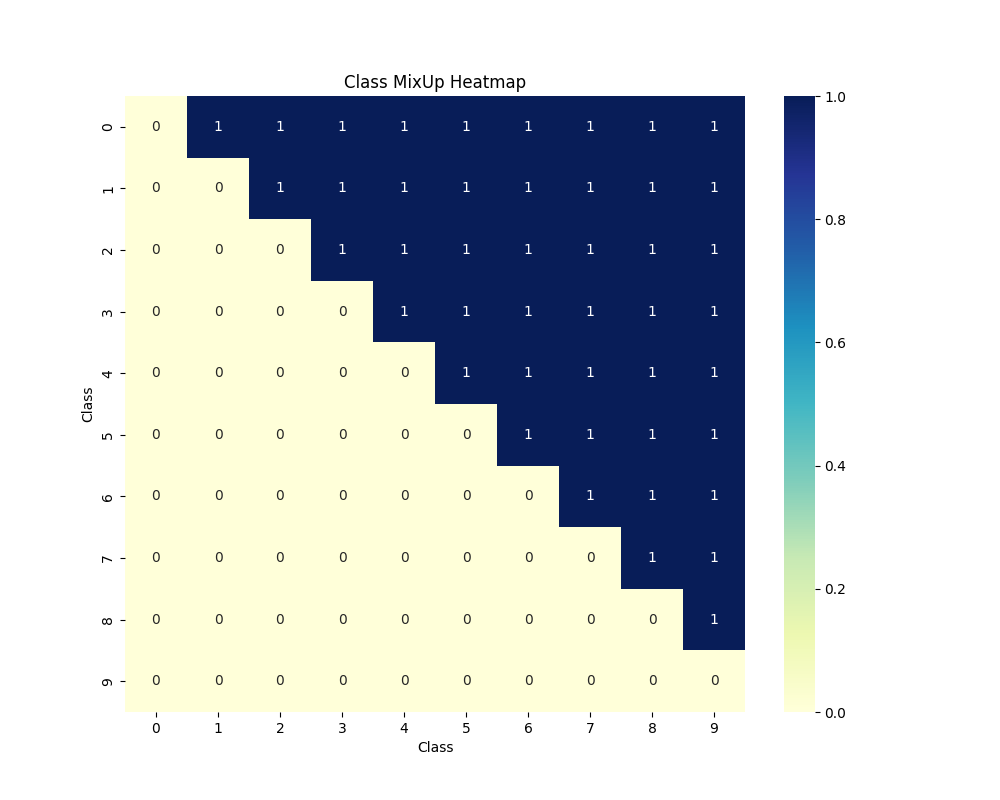 Class MixUp Heatmap
0 0 1 1 1 1 1 1 1 1 1 1.0
1 0 0 1 1 1 1 1 1 1 1
0.8
2 0 0 0 1 1 1 1 1 1 1
3 0 0 0 0 1 1 1 1 1 1
0.6
4 0 0 0 0 0 1 1 1 1 1
Class
5 0 0 0 0 0 0 1 1 1 1
0.4
6 0 0 0 0 0 0 0 1 1 1
7 0 0 0 0 0 0 0 0 1 1
0.2
8 0 0 0 0 0 0 0 0 0 1
9 0 0 0 0 0 0 0 0 0 0
0.0
0 1 2 3 4 5 6 7 8 9
Class